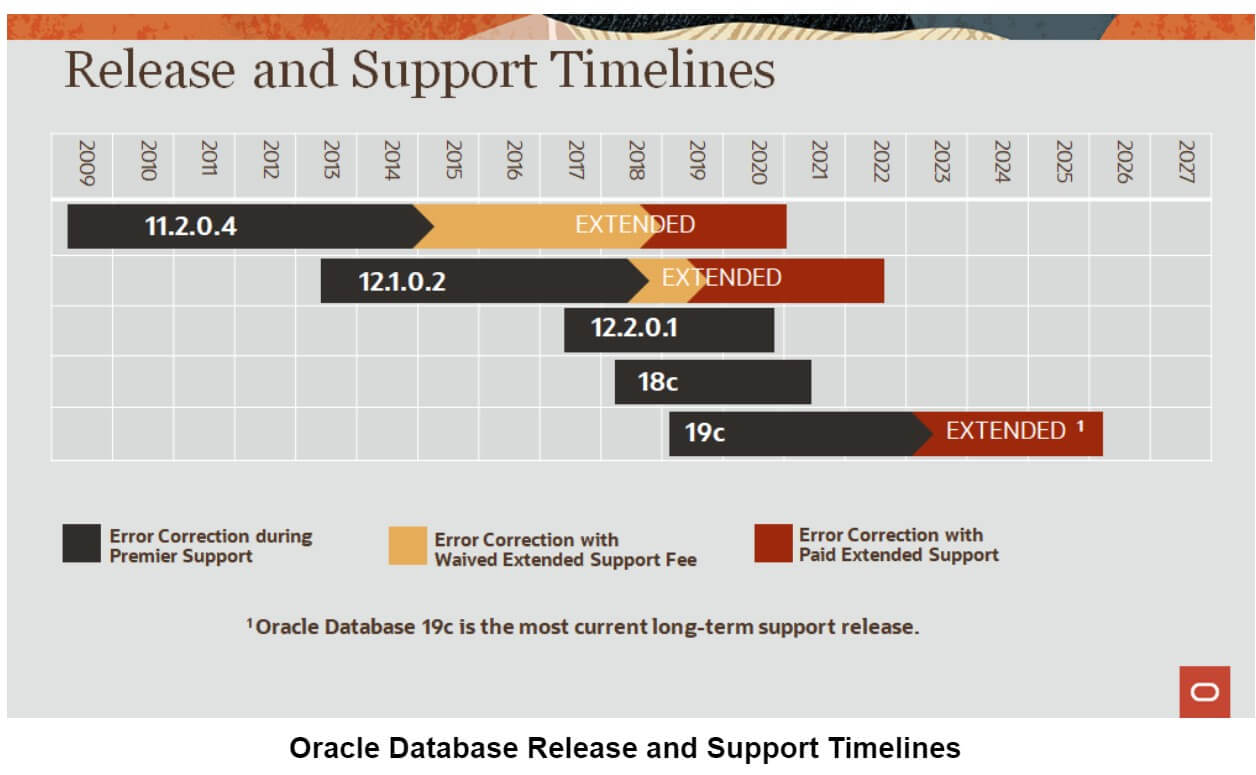 Release and Support Timelines
2009 2010 2011 2012 2013 2014 2015 2016 2017 2018 2019 2020 2021 2022 2023 2024 2025 2026 2027
11.2.0.4 EXTENDED
12.1.0.2 EXTENDED
12.2.0.1
18c
19c EXTENDED ¹
Error Correction during
Premier Support
Error Correction with
Waived Extended Support Fee
Error Correction with
Paid Extended Support
¹Oracle Database 19c is the most current long-term support release.
Oracle Database Release and Support Timelines